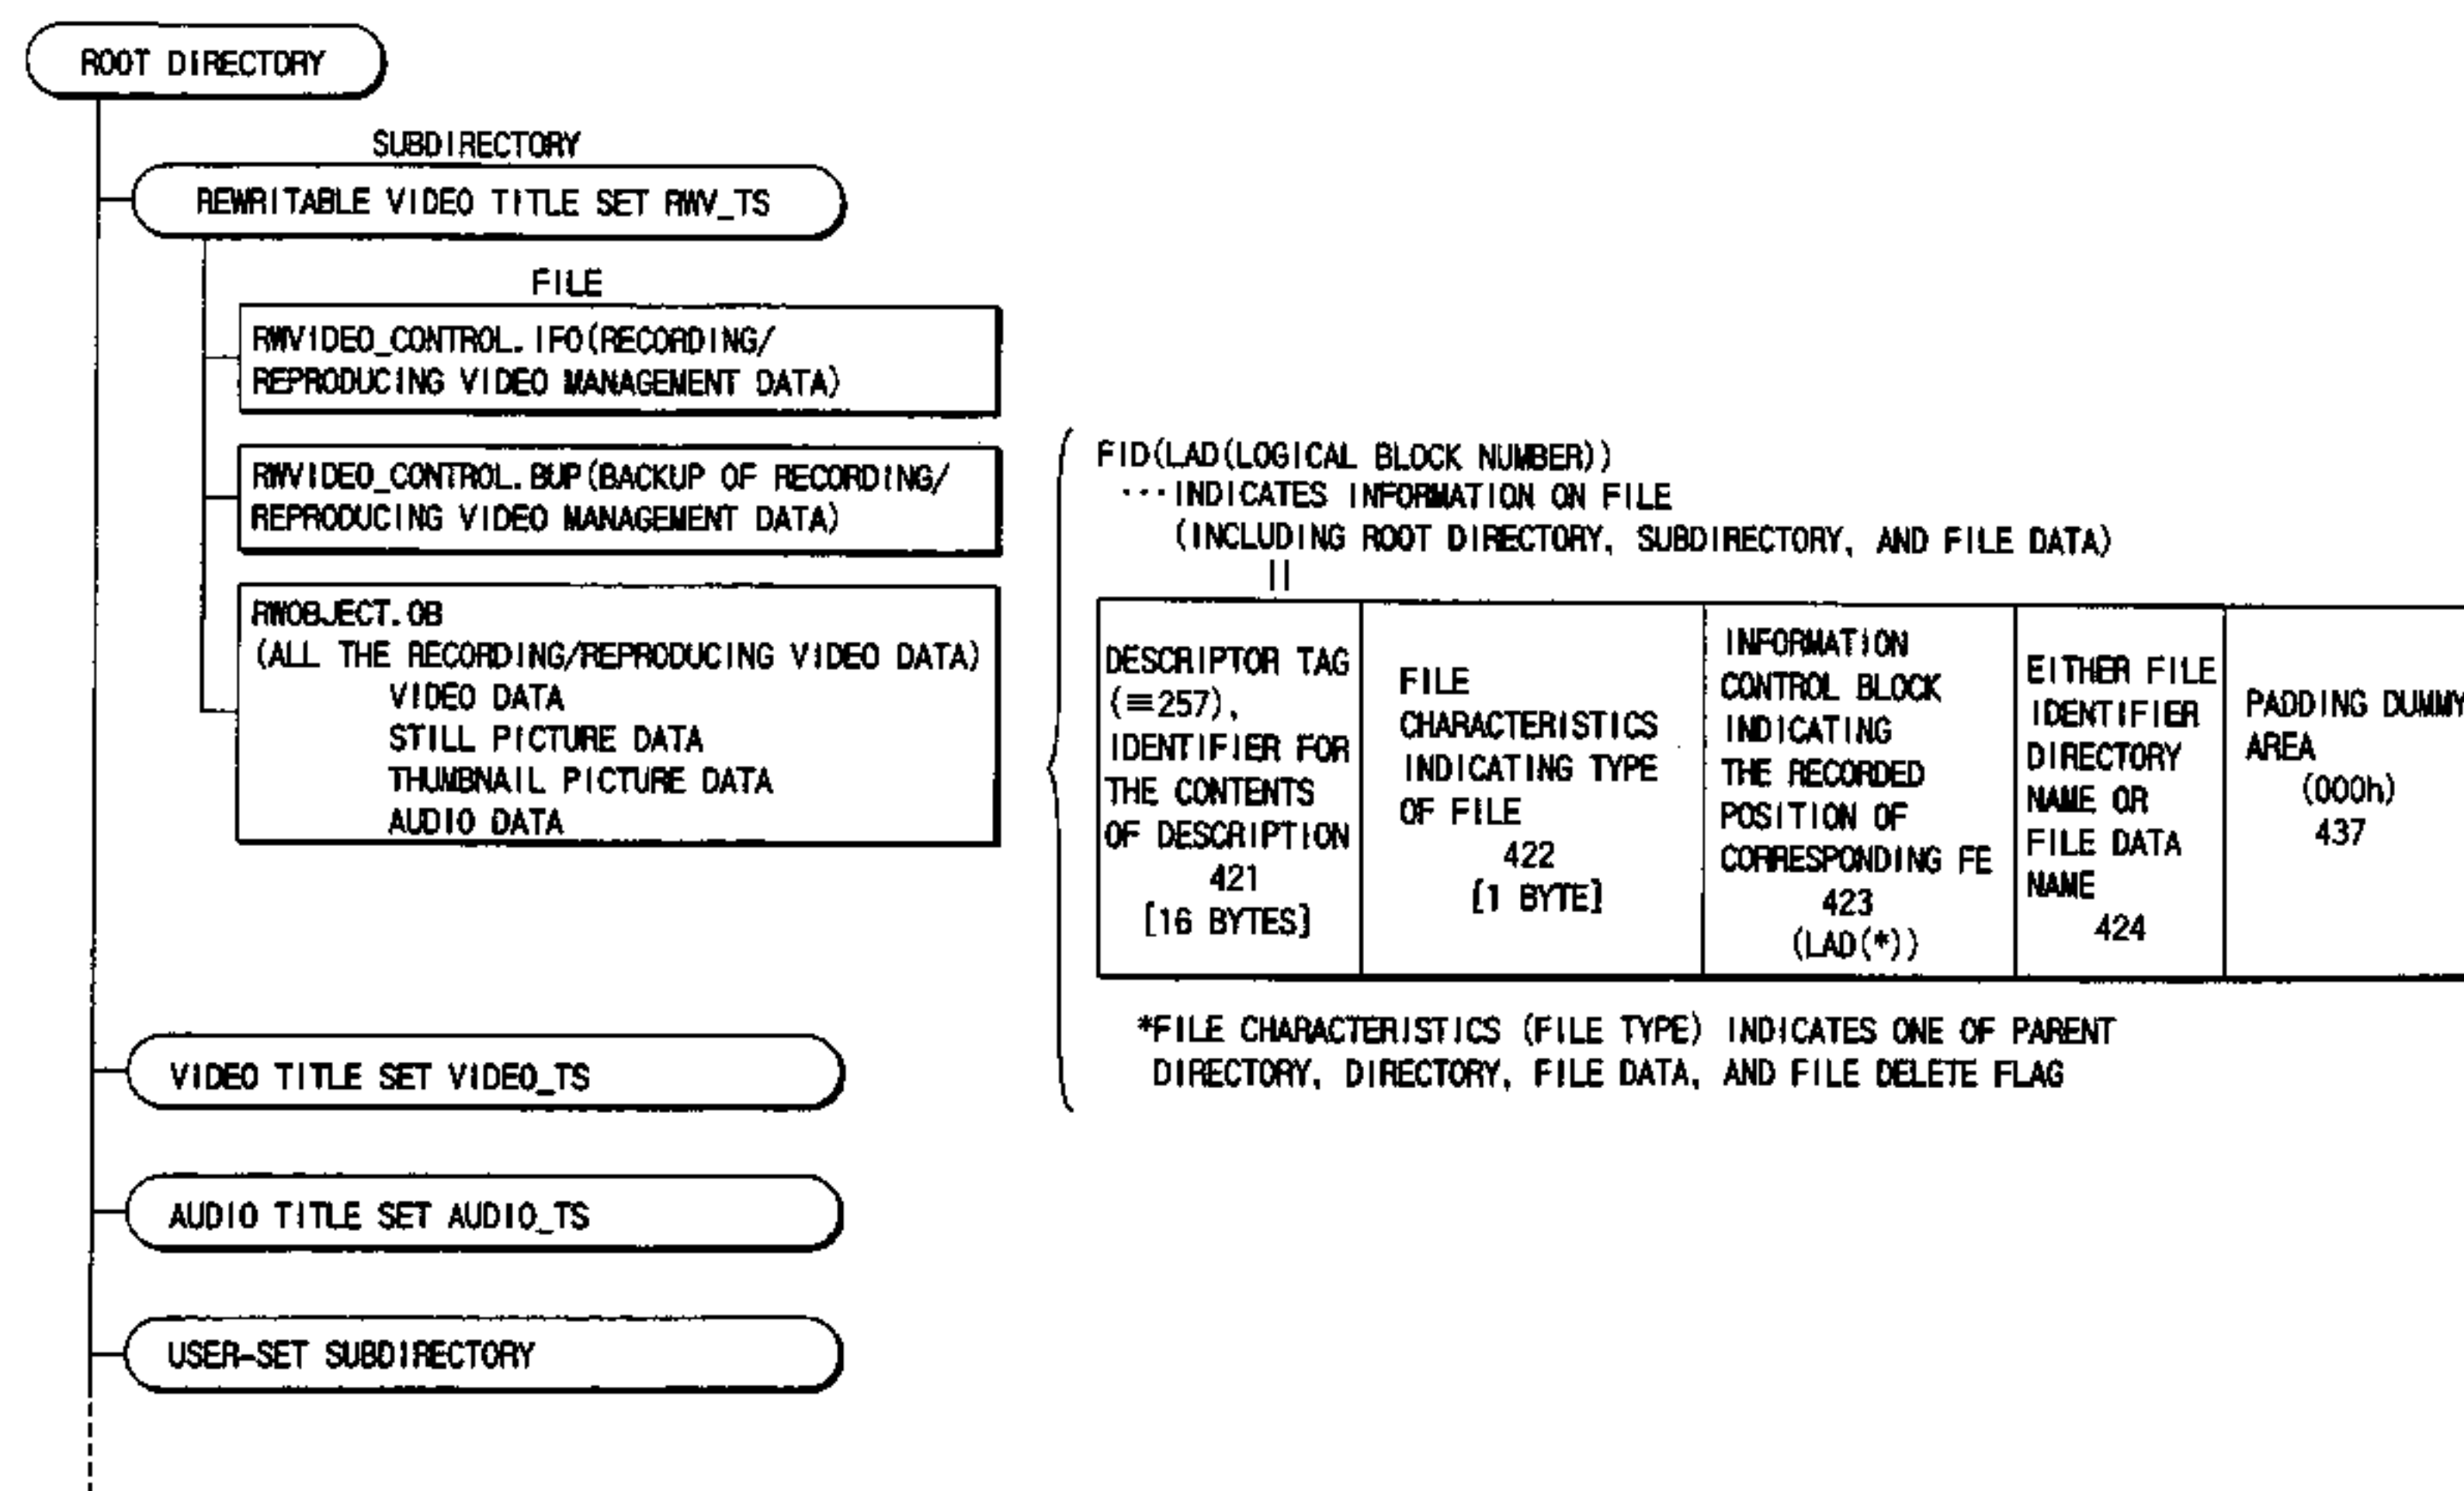 ROOT DIRECTORY
SUBDIRECTORY
REWRITABLE VIDEO TITLE SET RWV_TS
FILE
RWVIDEO_CONTROL.IFO(RECORDING/
REPRODUCING VIDEO MANAGEMENT DATA)
RWVIDEO_CONTROL.BUP(BACKUP OF RECORDING/
REPRODUCING VIDEO MANAGEMENT DATA)
RWOBJECT.OB
(ALL THE RECORDING/REPRODUCING VIDEO DATA)
VIDEO DATA
STILL PICTURE DATA
THUMBNAIL PICTURE DATA
AUDIO DATA
VIDEO TITLE SET VIDEO_TS
AUDIO TITLE SET AUDIO_TS
USER-SET SUBDIRECTORY
FID(LAD(LOGICAL BLOCK NUMBER))
···INDICATES INFORMATION ON FILE
(INCLUDING ROOT DIRECTORY, SUBDIRECTORY, AND FILE DATA)
DESCRIPTOR TAG
(≡257),
IDENTIFIER FOR
THE CONTENTS
OF DESCRIPTION
421
[16 BYTES]
FILE
CHARACTERISTICS
INDICATING TYPE
OF FILE
422
[1 BYTE]
INFORMATION
CONTROL BLOCK
INDICATING
THE RECORDED
POSITION OF
CORRESPONDING FE
423
(LAD(*))
EITHER FILE
IDENTIFIER
DIRECTORY
NAME OR
FILE DATA
NAME
424
PADDING DUMMY
AREA
(000h)
437
*FILE CHARACTERISTICS (FILE TYPE) INDICATES ONE OF PARENT
DIRECTORY, DIRECTORY, FILE DATA, AND FILE DELETE FLAG